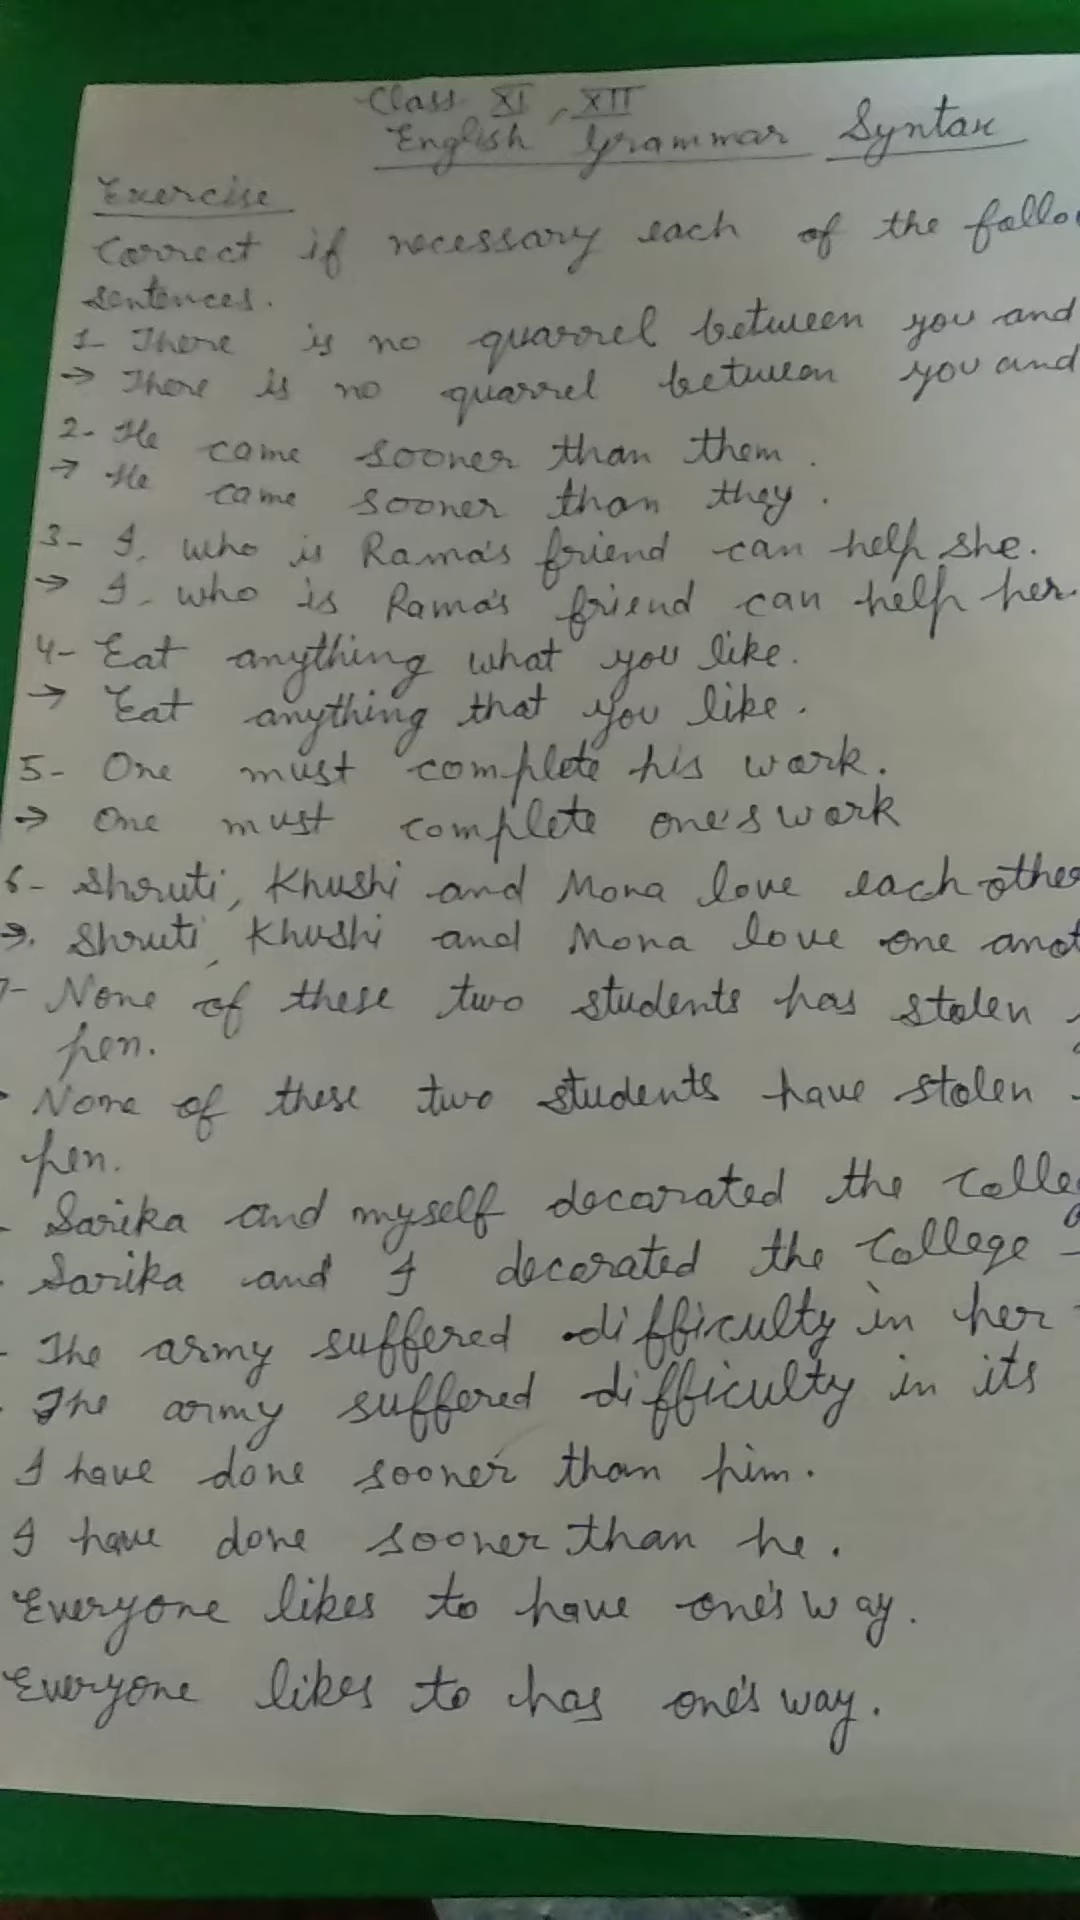 Class XI, XII
English Grammar Syntax
Exercise
Correct if necessary each of the
sentences.
1- There is no quarrel between you and
→ There is no quarrel between you and
2- He came sooner than them.
→ He came sooner than they.
3- I, who is Rama's friend can help she.
→ I, who is Rama's friend can help her.
4- Eat anything what you like.
→ Eat anything that you like.
5- One must complete his work.
→ One must complete one's work
6- Shruti, Khushi and Mona love each other
→. Shruti, Khushi and Mona love one
7- None of these two students has stolen
pen.
None of these two students have stolen
pen.
Sarika and myself decorated the
Sarika and I decorated the College
The army suffered difficulty in her
The army suffered difficulty in its
I have done sooner than him.
I have done sooner than he.
Everyone likes to have one's way.
Everyone likes to has one's way.